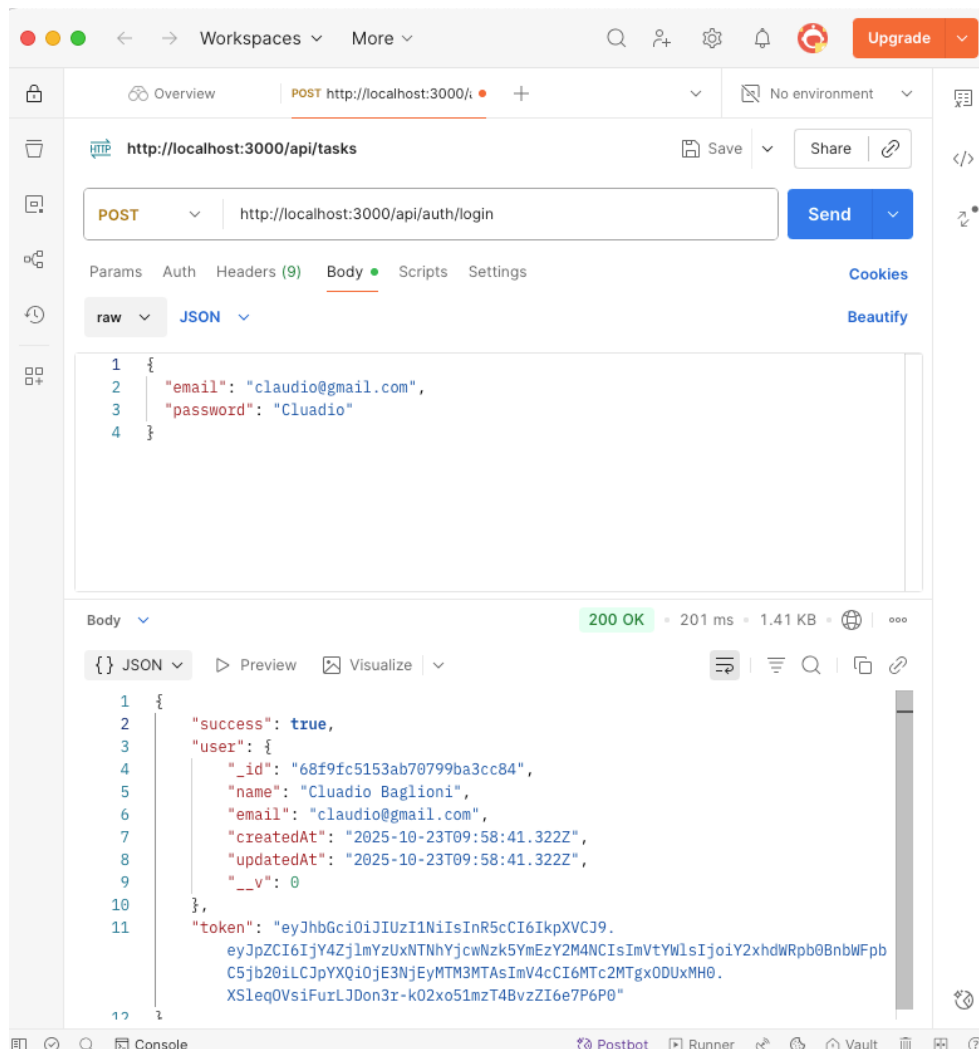 Workspaces More Upgrade
Overview POST http://localhost:3000/a No environment
HTTP http://localhost:3000/api/tasks Save Share
POST http://localhost:3000/api/auth/login Send
Params Auth Headers (9) Body Scripts Settings Cookies
raw JSON Beautify
1 {
2 "email": "claudio@gmail.com",
3 "password": "Cluadio"
4 }
Body 200 OK 201 ms 1.41 KB
{} JSON Preview Visualize
1 {
2 "success": true,
3 "user": {
4 "_id": "68f9fc5153ab70799ba3cc84",
5 "name": "Cluadio Baglioni",
6 "email": "claudio@gmail.com",
7 "createdAt": "2025-10-23T09:58:41.322Z",
8 "updatedAt": "2025-10-23T09:58:41.322Z",
9 "__v": 0
10 },
11 "token": "eyJhbGciOiJIUzI1NiIsInR5cCI6IkpXVCJ9.
eyJpZCI6IjY4ZjlmYzUxNTNhYjcwNzk5YmEzY2M4NCIsImVtYWlsIjoiY2xhdWRpb0BnbWFpb
C5jb20iLCJpYXQiOjE3NjEyMTM3MTAsImV4cCI6MTc2MTgxODUxMH0.
XSleqOVsiFurLJDon3r-kO2xo51mzT4BvzZI6e7P6P0"
12 }
Console Postbot Runner Vault